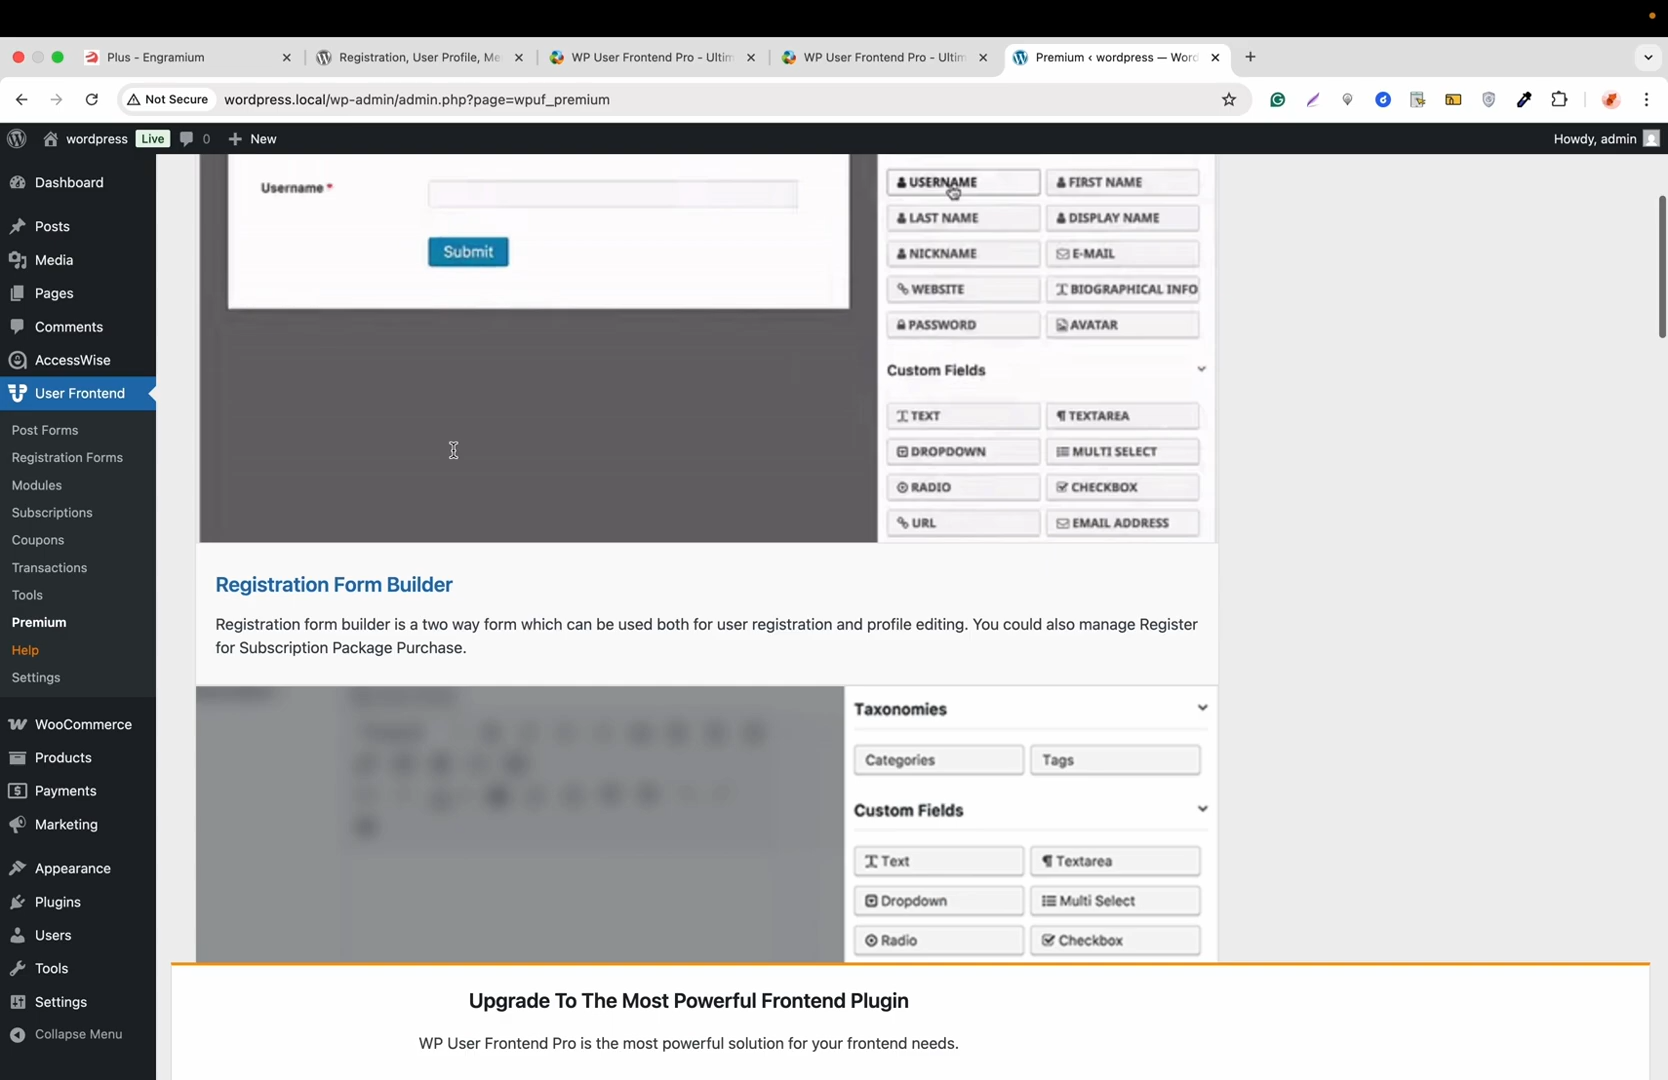 Plus - Engramium
Registration, User Profile, Me
WP User Frontend Pro - Ultim
WP User Frontend Pro - Ultim
Premium ‹ wordpress — Word
Not Secure
wordpress.local/wp-admin/admin.php?page=wpuf_premium
wordpress
Live
0
New
Howdy, admin
Dashboard
Posts
Media
Pages
Comments
AccessWise
User Frontend
Post Forms
Registration Forms
Modules
Subscriptions
Coupons
Transactions
Tools
Premium
Help
Settings
WooCommerce
Products
Payments
Marketing
Appearance
Plugins
Users
Tools
Settings
Collapse Menu
Username *
Submit
USERNAME
FIRST NAME
LAST NAME
DISPLAY NAME
NICKNAME
E-MAIL
WEBSITE
BIOGRAPHICAL INFO
PASSWORD
AVATAR
Custom Fields
TEXT
TEXTAREA
DROPDOWN
MULTI SELECT
RADIO
CHECKBOX
URL
EMAIL ADDRESS
Registration Form Builder
Registration form builder is a two way form which can be used both for user registration and profile editing. You could also manage Register
for Subscription Package Purchase.
Taxonomies
Categories
Tags
Custom Fields
Text
Textarea
Dropdown
Multi Select
Radio
Checkbox
Upgrade To The Most Powerful Frontend Plugin
WP User Frontend Pro is the most powerful solution for your frontend needs.